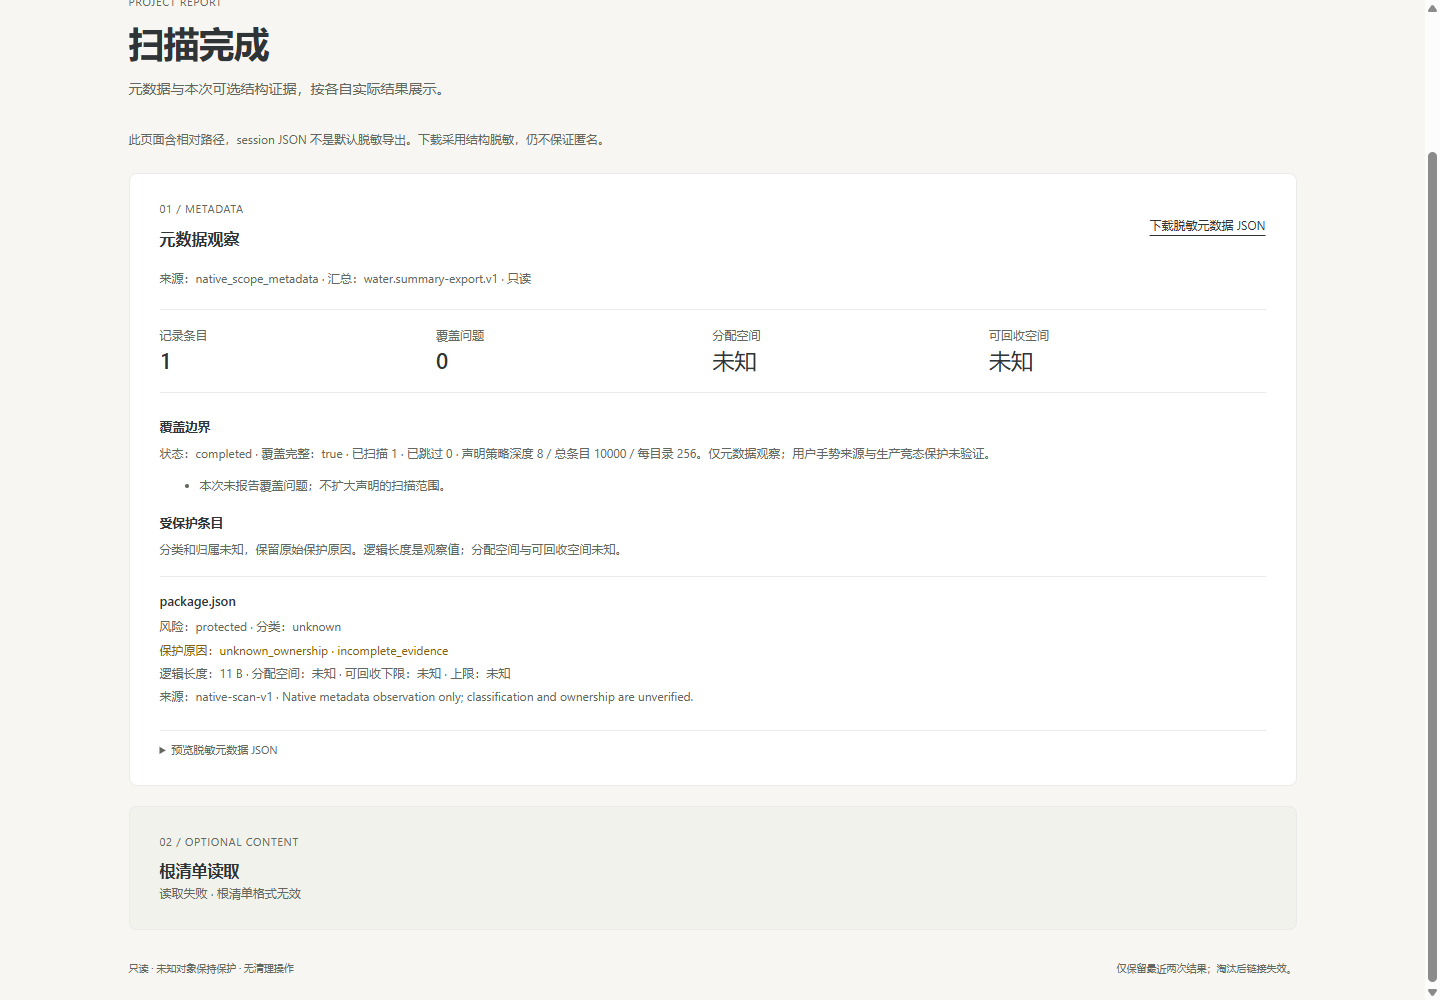 PROJECT REPORT
扫描完成
元数据与本次可选结构证据，按各自实际结果展示。
此页面含相对路径，session JSON 不是默认脱敏导出。下载采用结构脱敏，仍不保证匿名。
01 / METADATA
元数据观察
下载脱敏元数据 JSON
来源：native_scope_metadata · 汇总：water.summary-export.v1 · 只读
记录条目
1
覆盖问题
0
分配空间
未知
可回收空间
未知
覆盖边界
状态：completed · 覆盖完整：true · 已扫描 1 · 已跳过 0 · 声明策略深度 8 / 总条目 10000 / 每目录 256。仅元数据观察；用户手势来源与生产竞态保护未验证。
• 本次未报告覆盖问题；不扩大声明的扫描范围。
受保护条目
分类和归属未知，保留原始保护原因。逻辑长度是观察值；分配空间与可回收空间未知。
package.json
风险：protected · 分类：unknown
保护原因：unknown_ownership · incomplete_evidence
逻辑长度：11 B · 分配空间：未知 · 可回收下限：未知 · 上限：未知
来源：native-scan-v1 · Native metadata observation only; classification and ownership are unverified.
▶ 预览脱敏元数据 JSON
02 / OPTIONAL CONTENT
根清单读取
读取失败 · 根清单格式无效
只读 · 未知对象保持保护 · 无清理操作
仅保留最近两次结果；淘汰后链接失效。